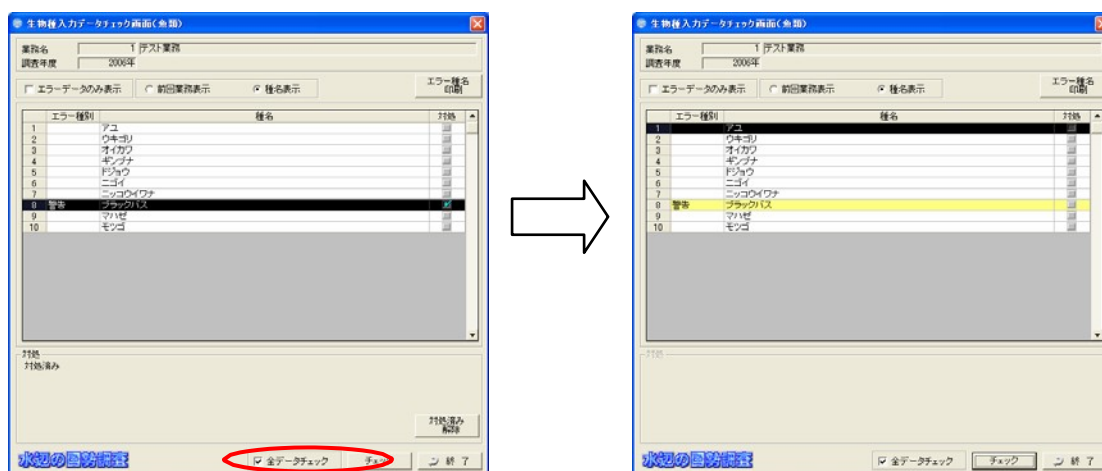 生物種入力データチェック画面(魚類)
業務名 1 テスト業務
調査年度 2006年
エラーデータのみ表示 前回業務表示 種名表示 エラー種名印刷
エラー種別 種名 対処
1 アユ
2 ウキゴリ
3 オイカワ
4 ギンブナ
5 ドジョウ
6 ニゴイ
7 ニッコウイワナ
8 警告 ブラックバス
9 マハゼ
10 モツゴ
対処
対処済み
対処済み
解除
水辺の国勢調査 全データチェック チェック 終了
生物種入力データチェック画面(魚類)
業務名 1 テスト業務
調査年度 2006年
エラーデータのみ表示 前回業務表示 種名表示 エラー種名印刷
エラー種別 種名 対処
1 アユ
2 ウキゴリ
3 オイカワ
4 ギンブナ
5 ドジョウ
6 ニゴイ
7 ニッコウイワナ
8 警告 ブラックバス
9 マハゼ
10 モツゴ
対処
水辺の国勢調査 全データチェック チェック 終了